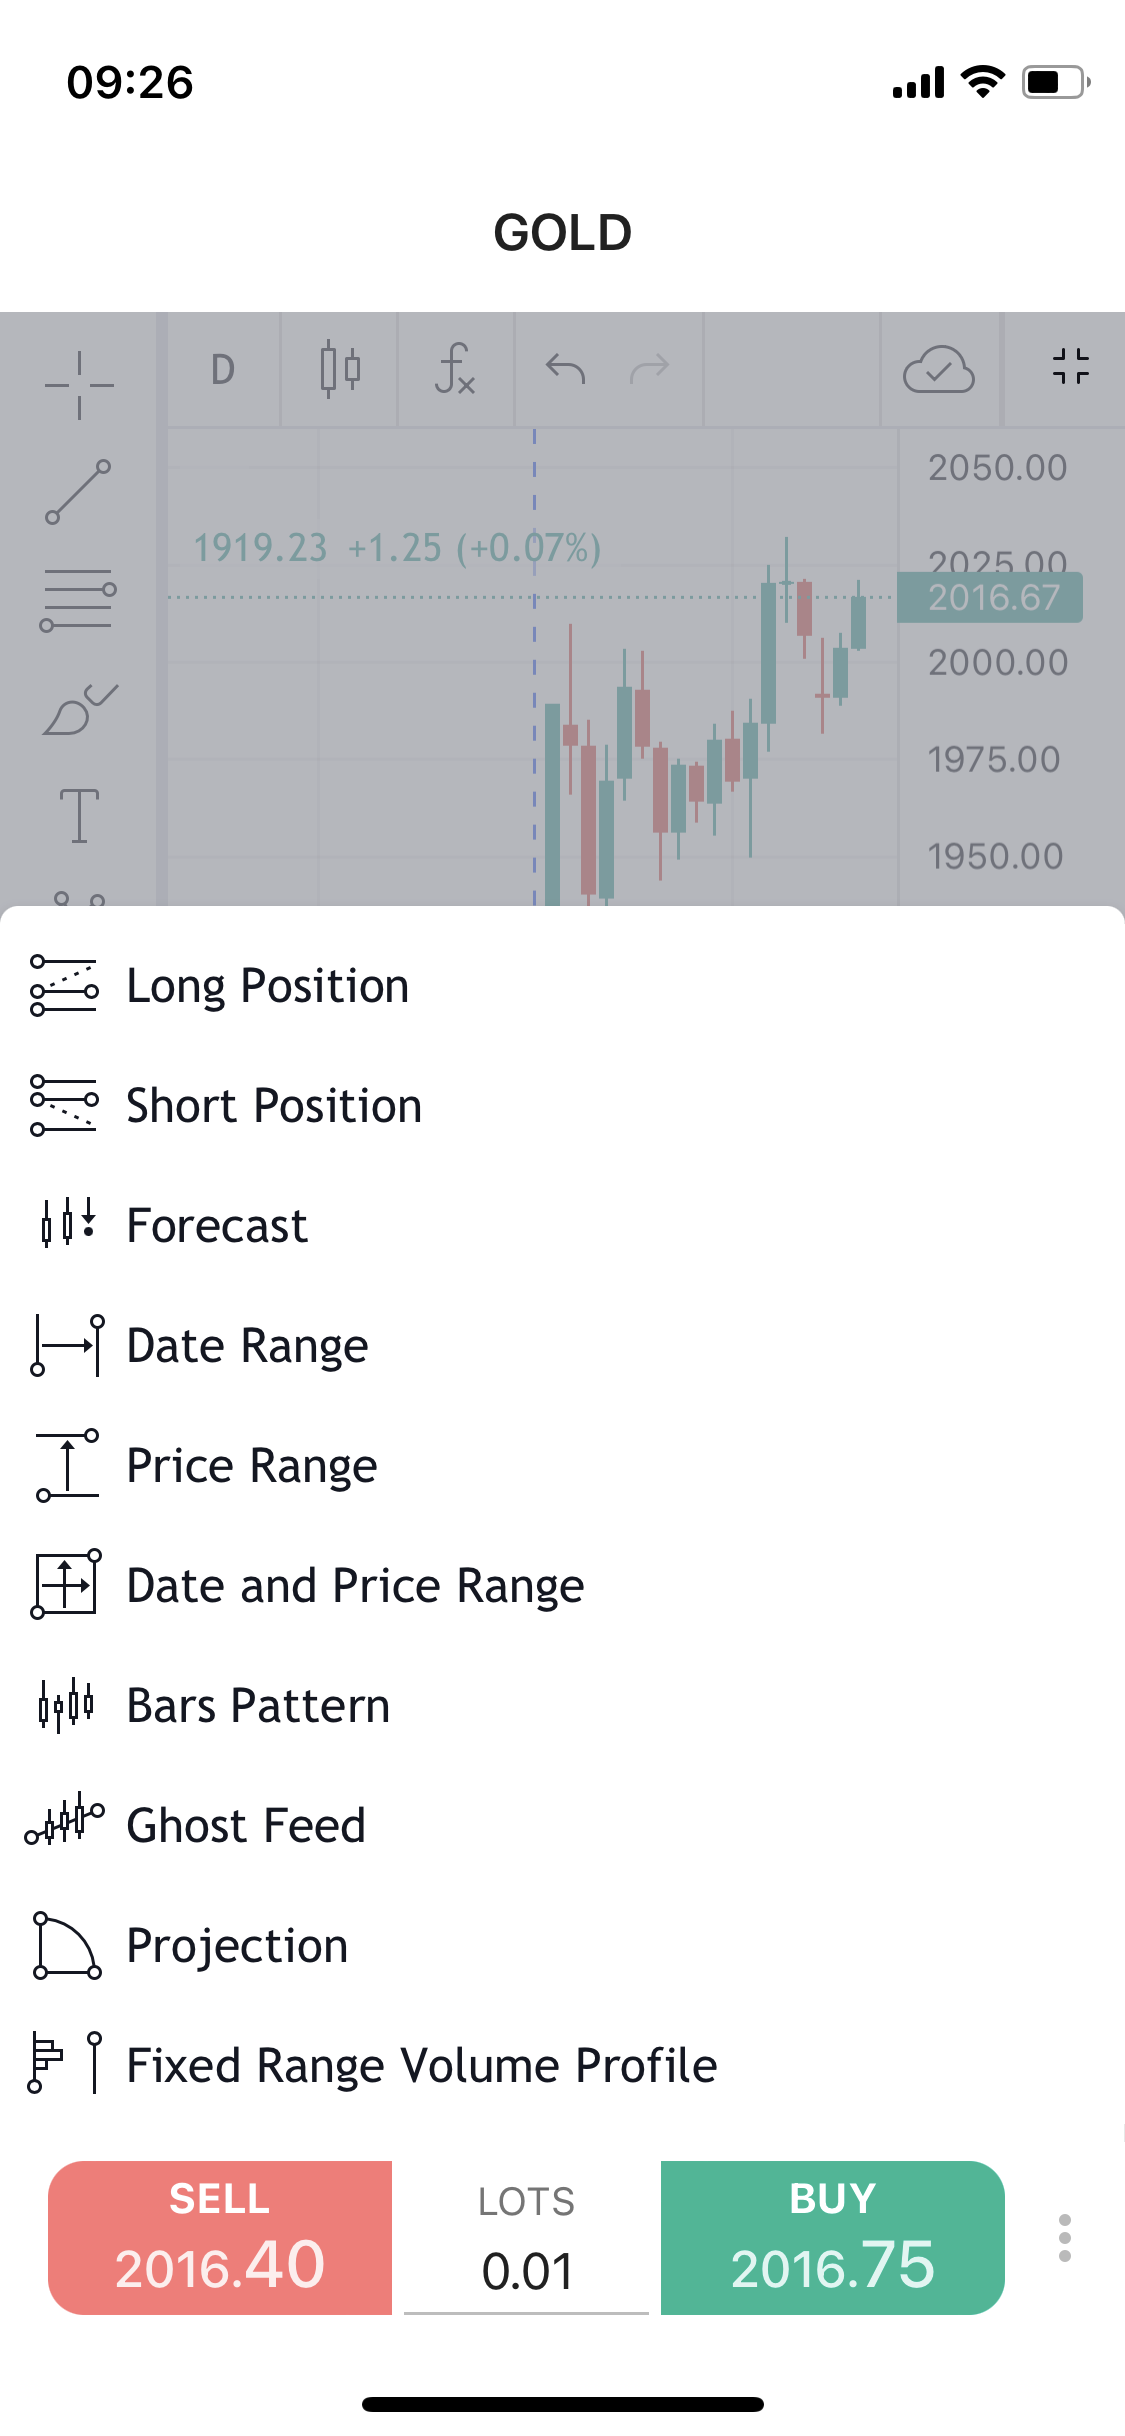 09:26
GOLD
D
2050.00
1919.23 +1.25 (+0.07%)
2025.00
2016.67
2000.00
1975.00
1950.00
Long Position
Short Position
Forecast
Date Range
Price Range
Date and Price Range
Bars Pattern
Ghost Feed
Projection
Fixed Range Volume Profile
SELL
2016.40
LOTS
0.01
BUY
2016.75